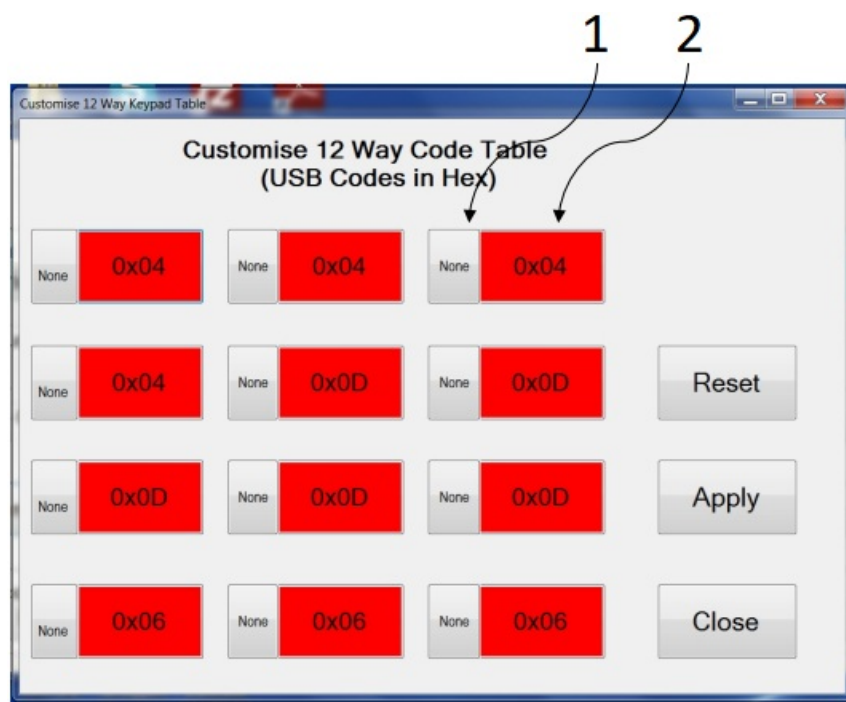 1 2
Customise 12 Way Keypad Table
Customise 12 Way Code Table
(USB Codes in Hex)
None 0x04 None 0x04 None 0x04
None 0x04 None 0x0D None 0x0D Reset
None 0x0D None 0x0D None 0x0D Apply
None 0x06 None 0x06 None 0x06 Close